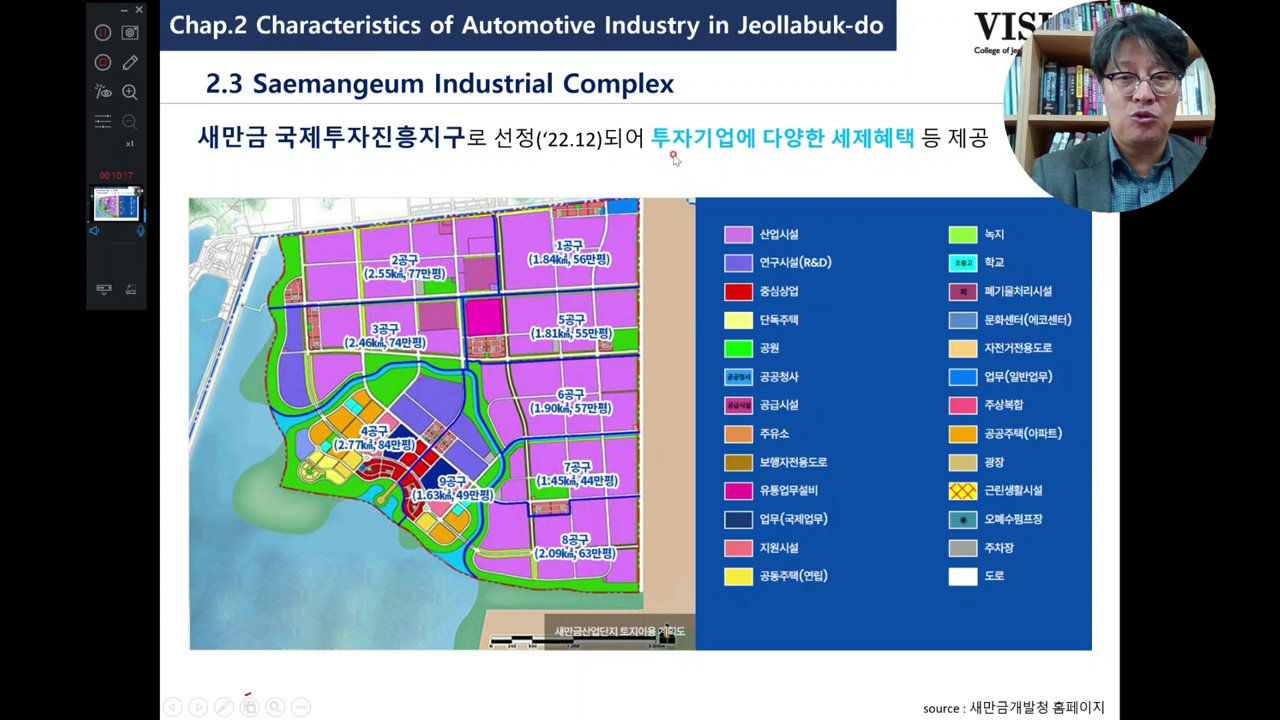 Chap.2 Characteristics of Automotive Industry in Jeollabuk-do
VISI
College of Jeo
2.3 Saemangeum Industrial Complex
새만금 국제투자진흥지구로 선정(‘22.12)되어 투자기업에 다양한 세제혜택 등 제공
x1
00:10:17
1공구
(1.84㎢, 56만평)
2공구
(2.55㎢, 77만평)
3공구
(2.46㎢, 74만평)
5공구
(1.81㎢, 55만평)
6공구
(1.90㎢, 57만평)
4공구
(2.77㎢, 84만평)
9공구
(1.63㎢, 49만평)
7공구
(1.45㎢, 44만평)
8공구
(2.09㎢, 63만평)
새만금산업단지 토지이용 계획도
산업시설
연구시설(R&D)
중심상업
단독주택
공원
공공청사 공공청사
공급시설 공급시설
주유소
보행자전용도로
유통업무설비
업무(국제업무)
지원시설
공동주택(연립)
녹지
초중고 학교
폐 폐기물처리시설
문화센터(에코센터)
자전거전용도로
업무(일반업무)
주상복합
공공주택(아파트)
광장
근린생활시설
오폐수펌프장
주차장
도로
source : 새만금개발청 홈페이지